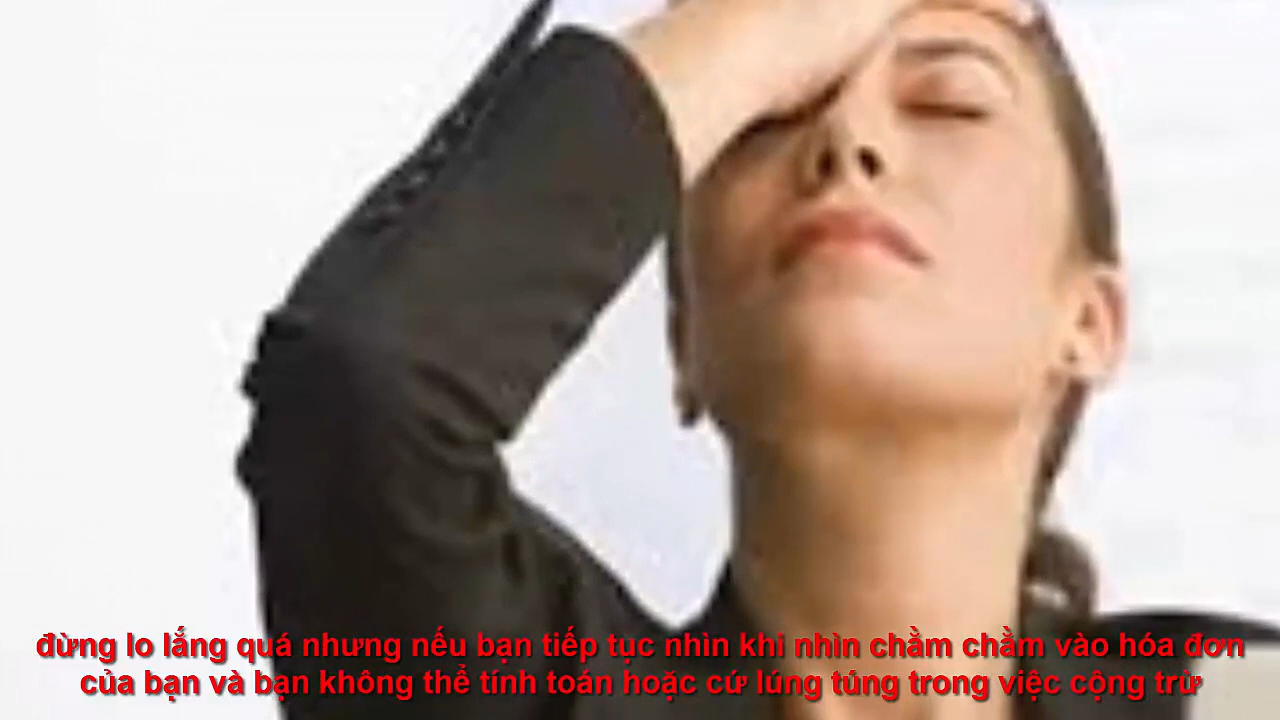 đừng lo lắng quá nhưng nếu bạn tiếp tục nhìn khi nhìn chằm chằm vào hóa đơn
của bạn và bạn không thể tính toán hoặc cứ lúng túng trong việc cộng trừ